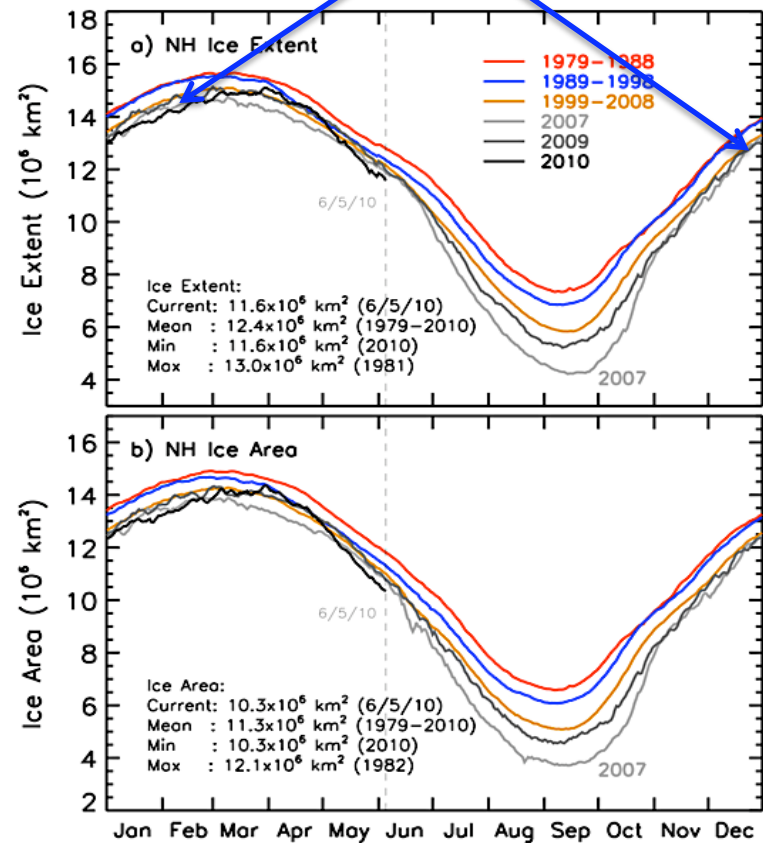 18
16
14
12
10
8
6
4
Ice Extent (10⁶ km²)
a) NH Ice Extent
1979-1988
1989-1998
1999-2008
2007
2009
2010
6/5/10
Ice Extent:
Current: 11.6x10⁶ km² (6/5/10)
Mean : 12.4x10⁶ km² (1979-2010)
Min : 11.6x10⁶ km² (2010)
Max : 13.0x10⁶ km² (1981)
2007
16
14
12
10
8
6
4
2
Ice Area (10⁶ km²)
b) NH Ice Area
6/5/10
Ice Area:
Current: 10.3x10⁶ km² (6/5/10)
Mean : 11.3x10⁶ km² (1979-2010)
Min : 10.3x10⁶ km² (2010)
Max : 12.1x10⁶ km² (1982)
2007
Jan Feb Mar Apr May Jun Jul Aug Sep Oct Nov Dec